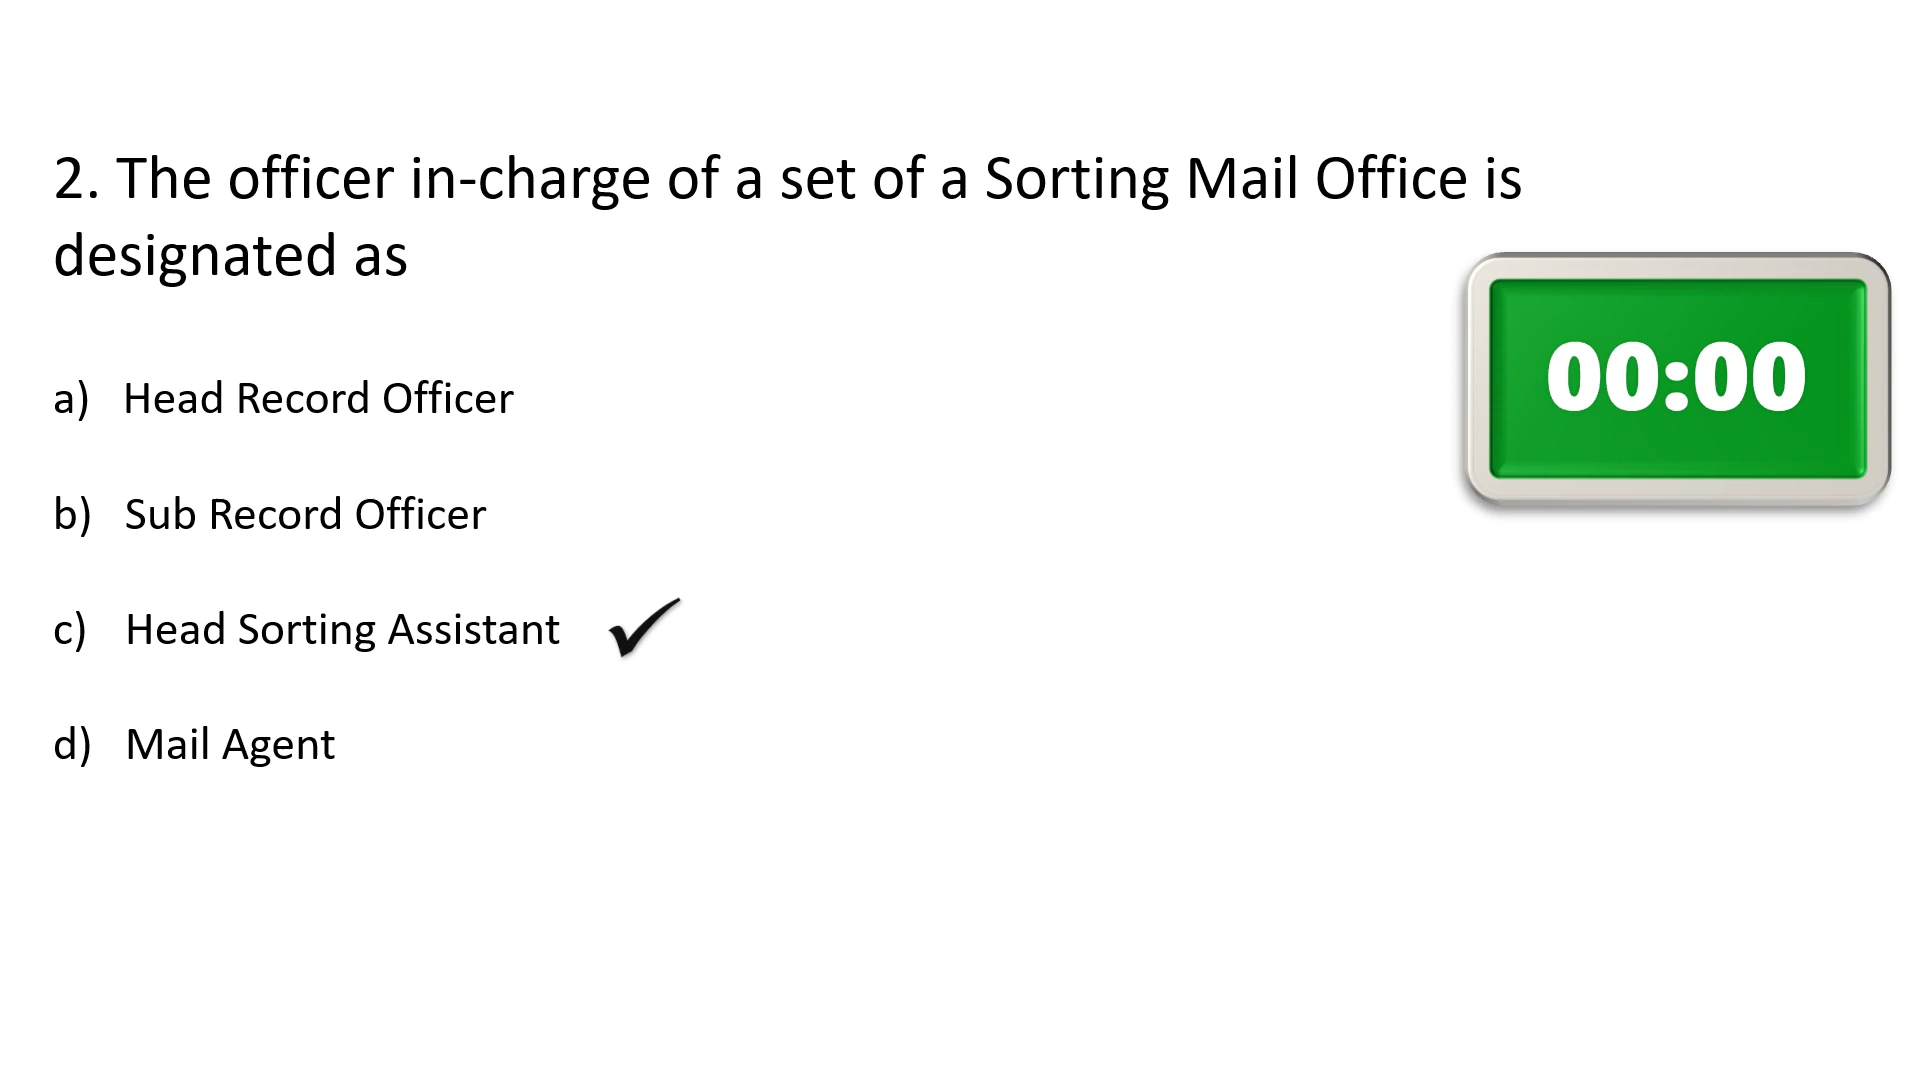 2. The officer in-charge of a set of a Sorting Mail Office is
designated as
00:00
a) Head Record Officer
b) Sub Record Officer
c) Head Sorting Assistant
d) Mail Agent